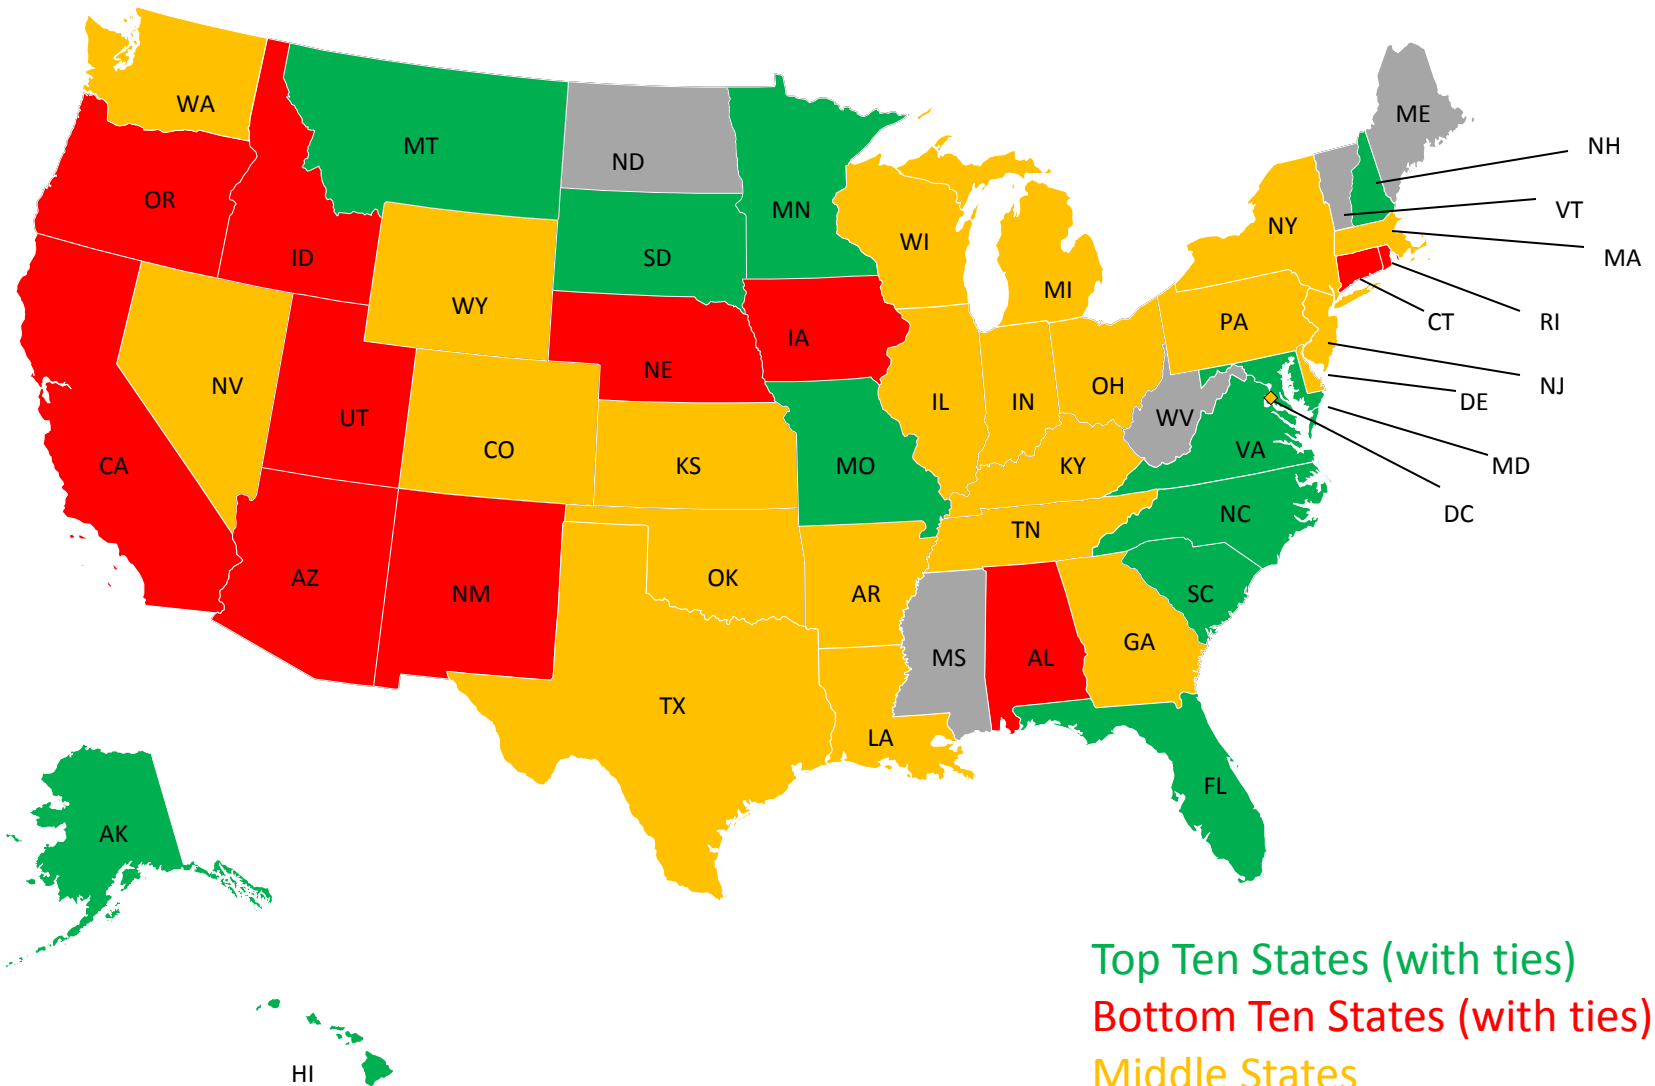 WA
MT
ND
ME
NH
OR
MN
VT
ID
SD
WI
NY
MA
WY
MI
CT
RI
IA
PA
NE
NV
OH
NJ
UT
IL
IN
DE
WV
CO
KS
KY
VA
CA
MO
MD
NC
DC
TN
AZ
NM
OK
AR
SC
GA
MS
AL
TX
LA
FL
AK
HI
Top Ten States (with ties)
Bottom Ten States (with ties)
Middle States